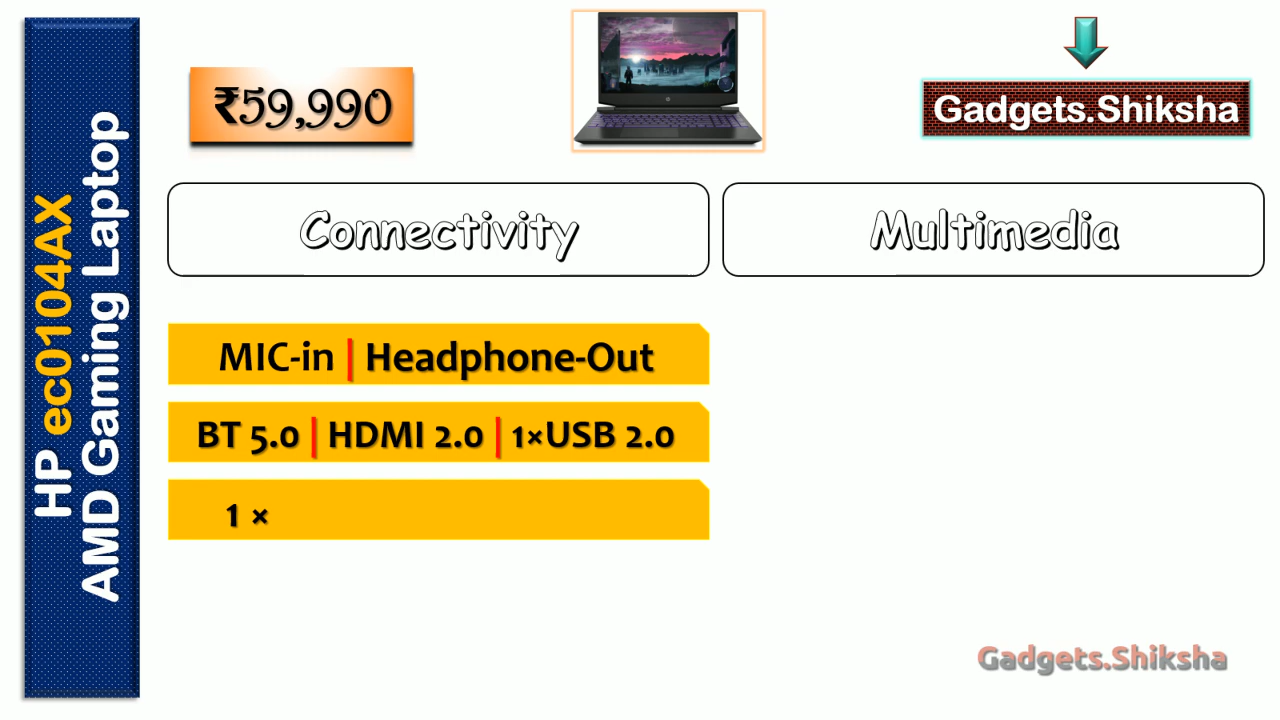 HP ec0104AX
AMD Gaming Laptop
₹59,990
Gadgets.Shiksha
Connectivity
Multimedia
MIC-in | Headphone-Out
BT 5.0 | HDMI 2.0 | 1×USB 2.0
1 ×
Gadgets.Shiksha